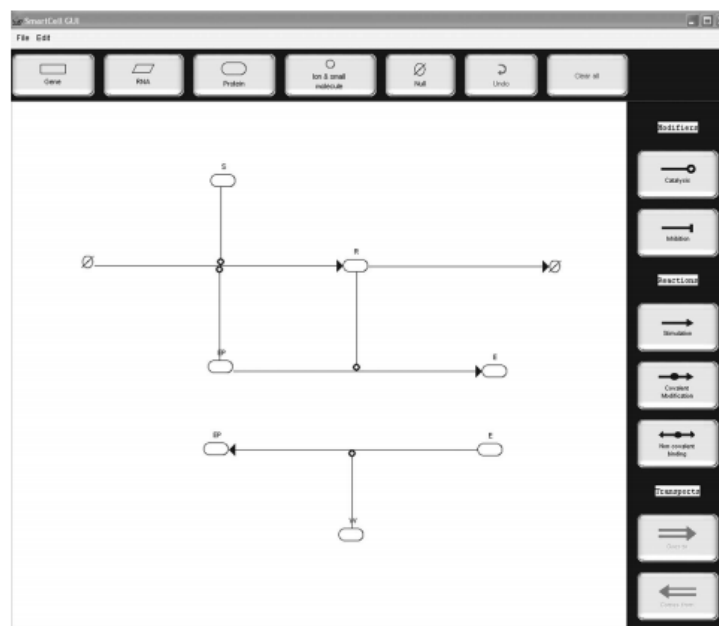 SmartCell GUI
File Edit
Gene
RNA
Protein
Ion & small
molecule
Null
Undo
Clear all
Modifiers
Catalysis
Inhibition
Reactions
Stimulation
Covalent
Modification
Non covalent
binding
Transports
S
R
EP
E
EP
E
W